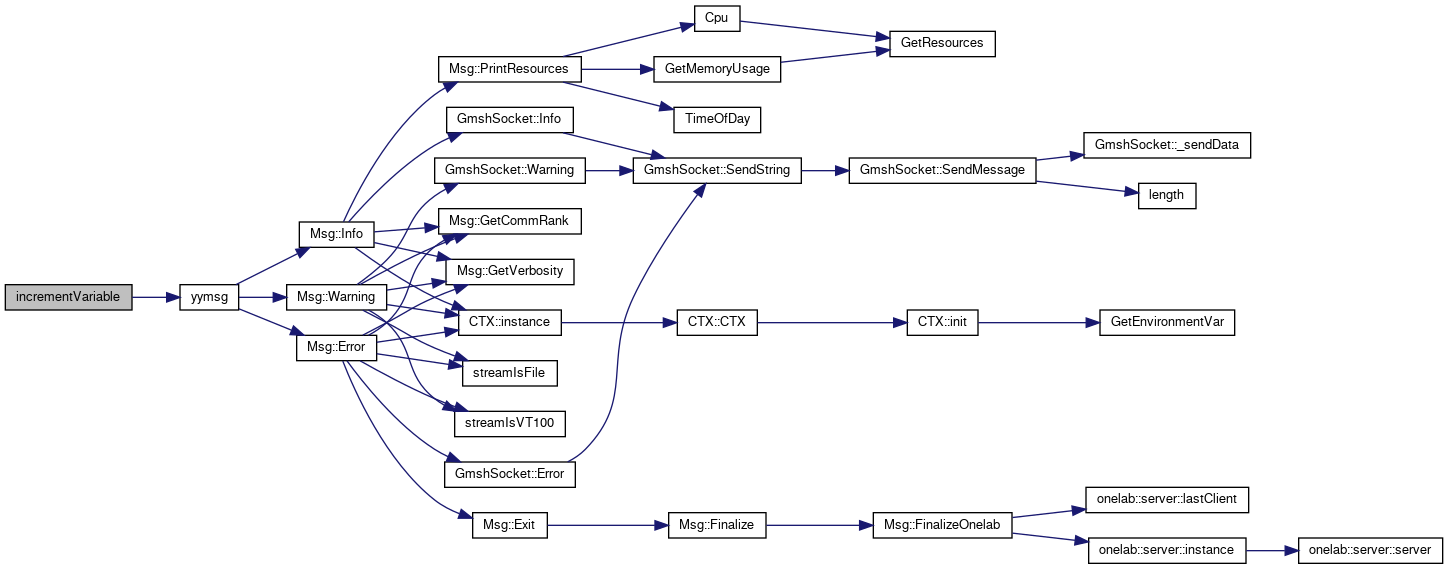 Cpu
GetResources
Msg::PrintResources
GetMemoryUsage
GmshSocket::Info
TimeOfDay
GmshSocket::_sendData
GmshSocket::Warning
GmshSocket::SendString
GmshSocket::SendMessage
length
Msg::GetCommRank
Msg::Info
Msg::GetVerbosity
incrementVariable
yymsg
Msg::Warning
CTX::instance
CTX::CTX
CTX::init
GetEnvironmentVar
Msg::Error
streamIsFile
streamIsVT100
GmshSocket::Error
onelab::server::lastClient
Msg::Exit
Msg::Finalize
Msg::FinalizeOnelab
onelab::server::instance
onelab::server::server